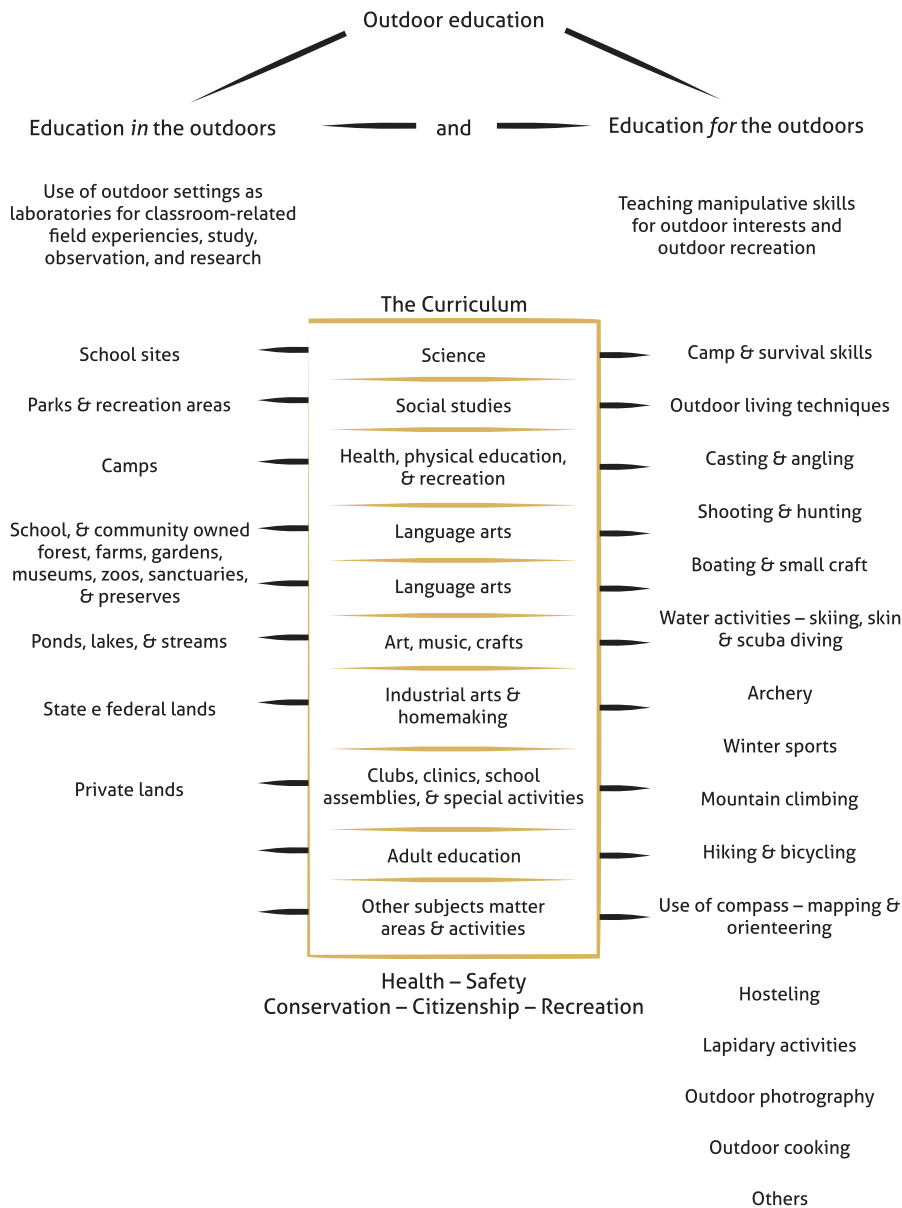 Outdoor education
Education in the outdoors
and
Education for the outdoors
Use of outdoor settings as
laboratories for classroom-related
field experiencies, study,
observation, and research
Teaching manipulative skills
for outdoor interests and
outdoor recreation
The Curriculum
School sites
Parks & recreation areas
Camps
School, & community owned
forest, farms, gardens,
museums, zoos, sanctuaries,
& preserves
Ponds, lakes, & streams
State e federal lands
Private lands
Science
Social studies
Health, physical education,
& recreation
Language arts
Language arts
Art, music, crafts
Industrial arts &
homemaking
Clubs, clinics, school
assemblies, & special activities
Adult education
Other subjects matter
areas & activities
Health – Safety
Conservation – Citizenship – Recreation
Camp & survival skills
Outdoor living techniques
Casting & angling
Shooting & hunting
Boating & small craft
Water activities – skiing, skin
& scuba diving
Archery
Winter sports
Mountain climbing
Hiking & bicycling
Use of compass – mapping &
orienteering
Hosteling
Lapidary activities
Outdoor photrography
Outdoor cooking
Others